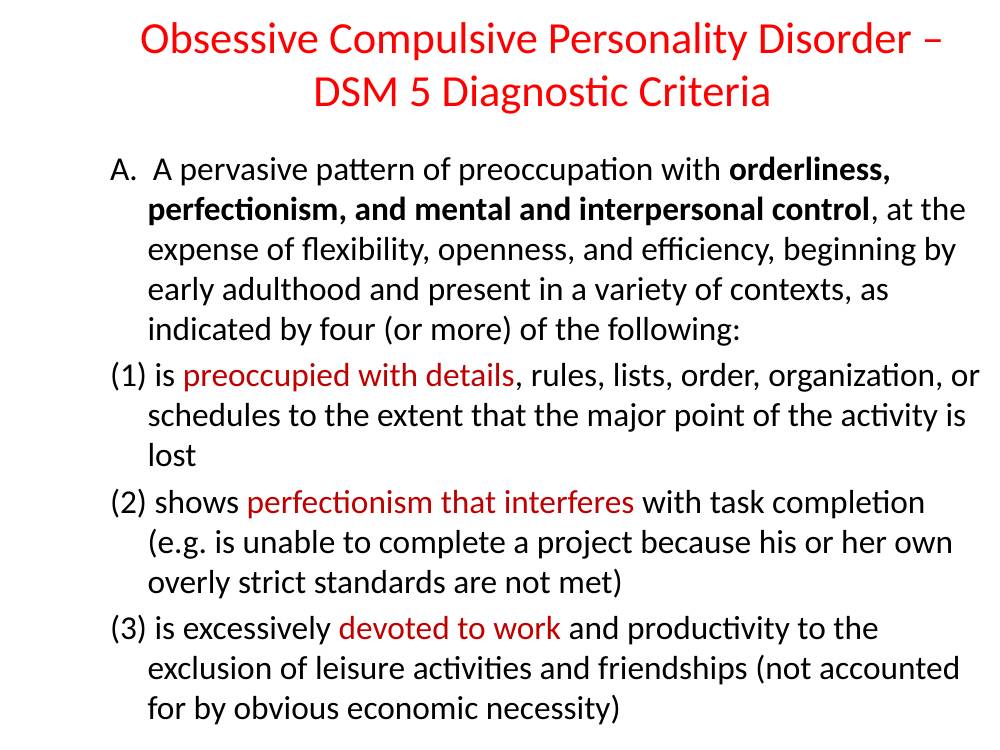 Obsessive Compulsive Personality Disorder –
DSM 5 Diagnostic Criteria
A. A pervasive pattern of preoccupation with orderliness,
perfectionism, and mental and interpersonal control, at the
expense of flexibility, openness, and efficiency, beginning by
early adulthood and present in a variety of contexts, as
indicated by four (or more) of the following:
(1) is preoccupied with details, rules, lists, order, organization, or
schedules to the extent that the major point of the activity is
lost
(2) shows perfectionism that interferes with task completion
(e.g. is unable to complete a project because his or her own
overly strict standards are not met)
(3) is excessively devoted to work and productivity to the
exclusion of leisure activities and friendships (not accounted
for by obvious economic necessity)